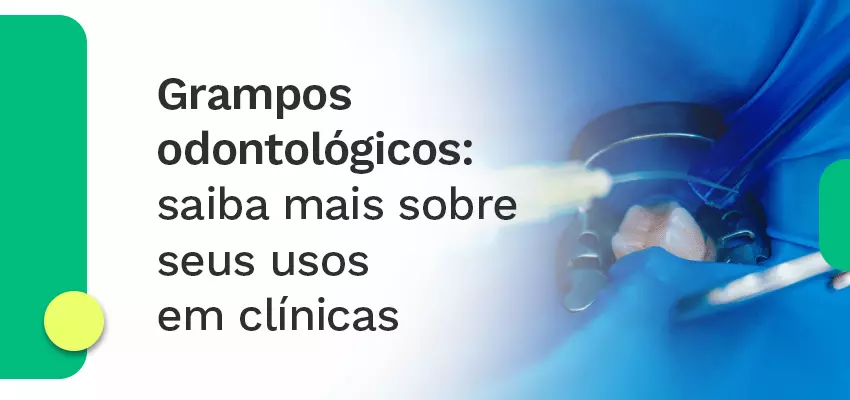 Grampos
odontológicos:
saiba mais sobre
seus usos
em clínicas